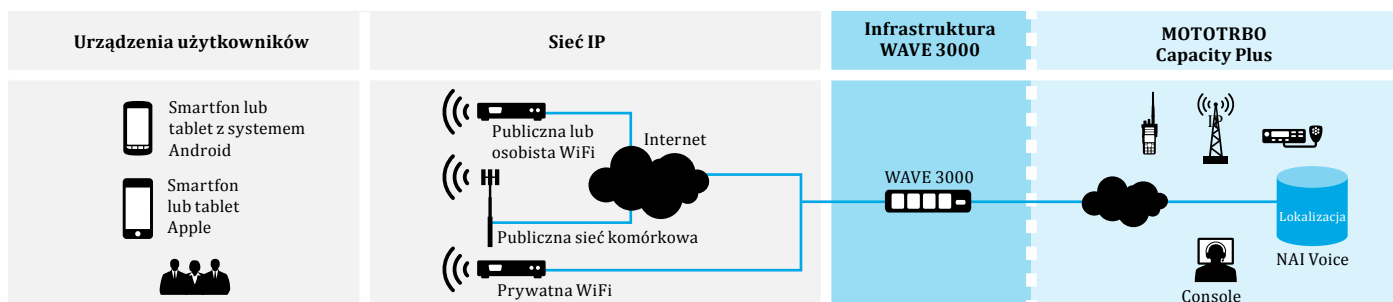 Urządzenia użytkowników
Sieć IP
Infrastruktura
WAVE 3000
MOTOTRBO
Capacity Plus
Smartfon lub
tablet z systemem
Android
Smartfon
lub tablet
Apple
Publiczna lub
osobista WiFi
Internet
Publiczna sieć komórkowa
Prywatna WiFi
WAVE 3000
IP
Lokalizacja
NAI Voice
Console